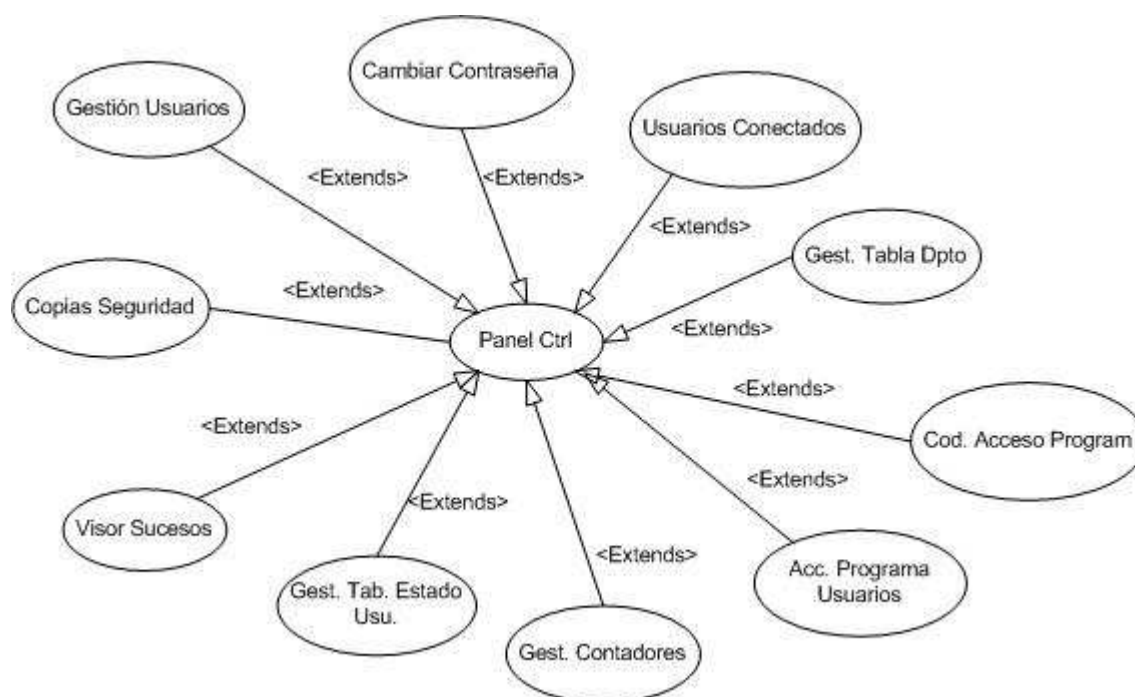 Cambiar Contraseña
Gestión Usuarios
Usuarios Conectados
<Extends>
<Extends>
<Extends>
Gest. Tabla Dpto
<Extends>
Copias Seguridad
<Extends>
Panel Ctrl
<Extends>
<Extends>
Cod. Acceso Program
<Extends>
<Extends>
<Extends>
Visor Sucesos
<Extends>
Acc. Programa
Usuarios
Gest. Tab. Estado
Usu.
Gest. Contadores